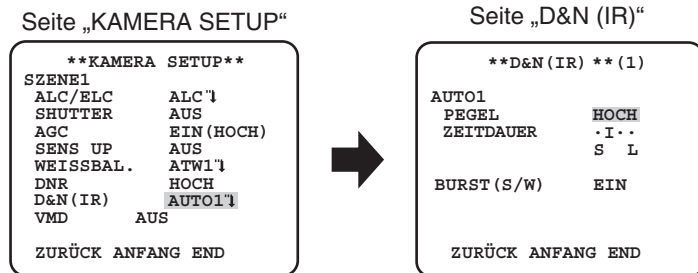 Seite „KAMERA SETUP“
**KAMERA SETUP**
SZENE1
ALC/ELC ALC
SHUTTER AUS
AGC EIN(HOCH)
SENS UP AUS
WEISSBAL. ATW1
DNR HOCH
D&N(IR) AUTO1
VMD AUS
ZURÜCK ANFANG END
Seite „D&N (IR)“
**D&N(IR) **(1)
AUTO1
PEGEL HOCH
ZEITDAUER ·I··
S L
BURST(S/W) EIN
ZURÜCK ANFANG END